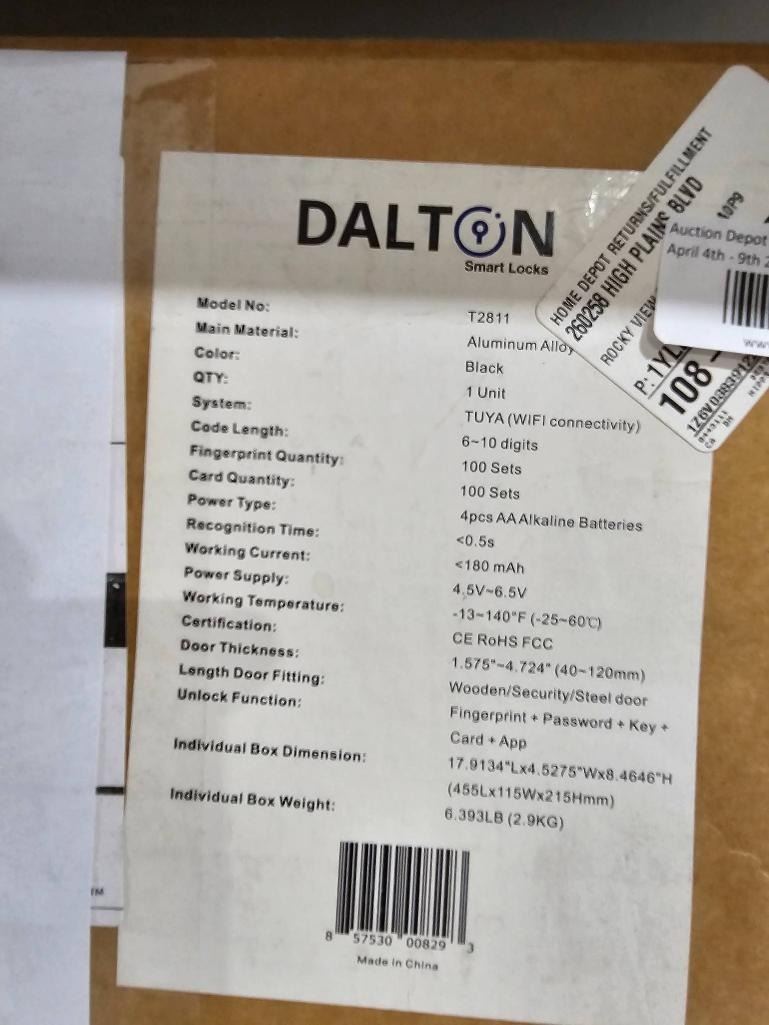 DALTON
Smart Locks
Model No: T2811
Main Material: Aluminum Alloy
Color: Black
QTY: 1 Unit
System: TUYA (WIFI connectivity)
Code Length: 6~10 digits
Fingerprint Quantity: 100 Sets
Card Quantity: 100 Sets
Power Type: 4pcs AA Alkaline Batteries
Recognition Time: <0.5s
Working Current: <180 mAh
Power Supply: 4.5V~6.5V
Working Temperature: -13~140°F (-25~60℃)
Certification: CE RoHS FCC
Door Thickness: 1.575"~4.724" (40~120mm)
Length Door Fitting: Wooden/Security/Steel door
Unlock Function: Fingerprint + Password + Key +
Card + App
Individual Box Dimension: 17.9134"Lx4.5275"Wx8.4646"H
(455Lx115Wx215Hmm)
Individual Box Weight: 6.393LB (2.9KG)
8 57530 00829 3
Made in China
HOME DEPOT RETURNS/FULFILLMENT
260258 HIGH PLAINS BLVD
ROCKY VIEW
10P9
108
Auction Depot
April 4th - 9th
TM